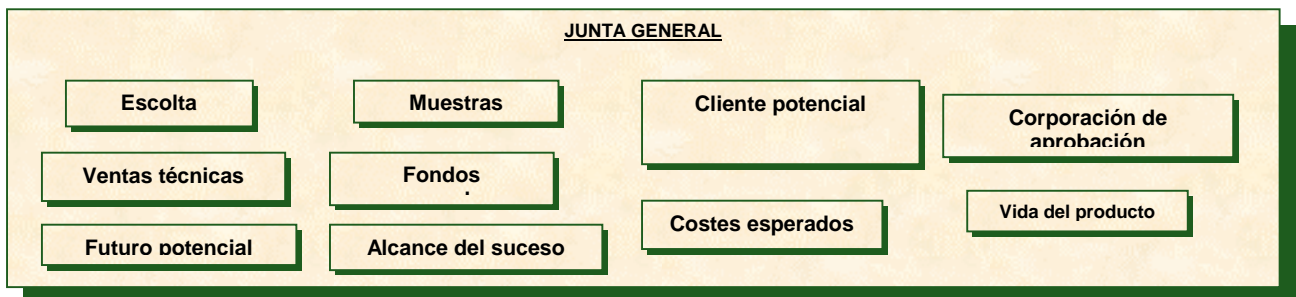 JUNTA GENERAL
Escolta
Muestras
Cliente potencial
Corporación de
aprobación
Ventas técnicas
Fondos
Vida del producto
Costes esperados
Futuro potencial
Alcance del suceso